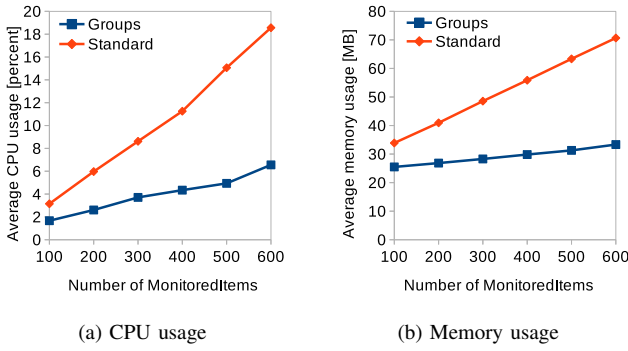 Average CPU usage [percent]
20
18
16
14
12
10
8
6
4
2
0
Groups
Standard
100 200 300 400 500 600
Number of MonitoredItems
(a) CPU usage
Average memory usage [MB]
80
70
60
50
40
30
20
10
0
Groups
Standard
100 200 300 400 500 600
Number of MonitoredItems
(b) Memory usage